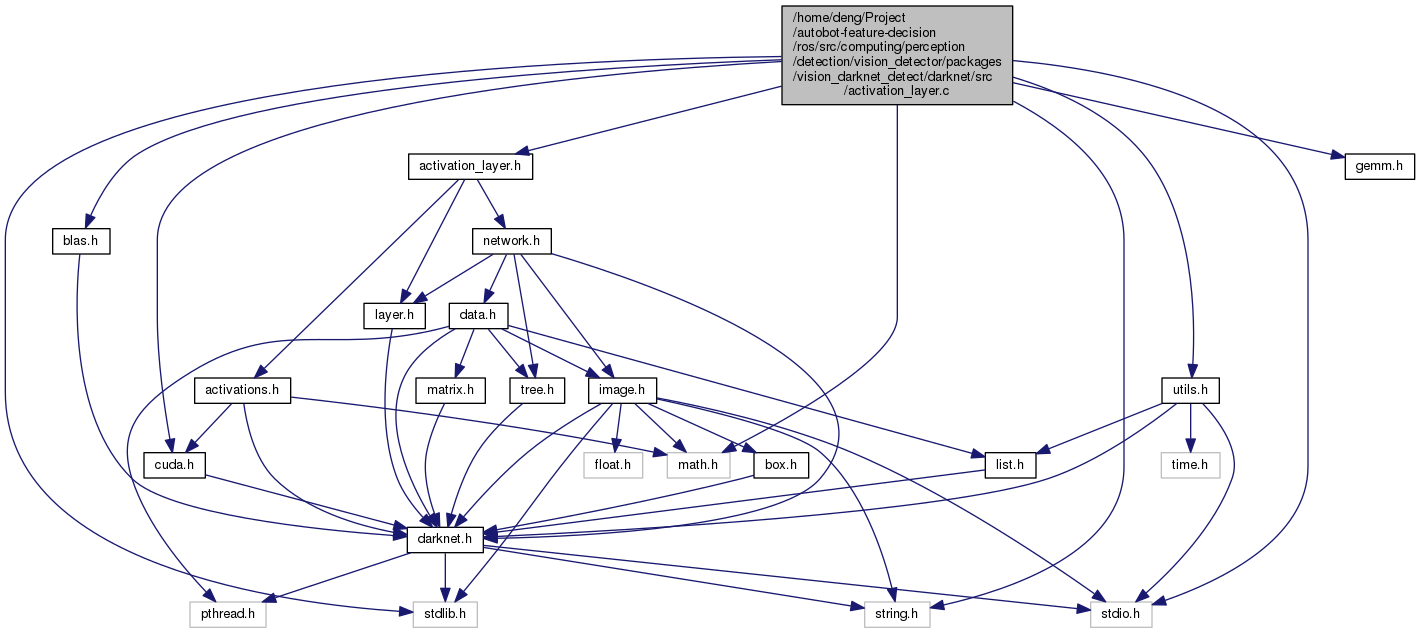 /home/deng/Project
/autobot-feature-decision
/ros/src/computing/perception
/detection/vision_detector/packages
/vision_darknet_detect/darknet/src
/activation_layer.c
activation_layer.h
gemm.h
blas.h
network.h
layer.h
data.h
activations.h
matrix.h
tree.h
image.h
utils.h
cuda.h
float.h
math.h
box.h
list.h
time.h
darknet.h
pthread.h
stdlib.h
string.h
stdio.h